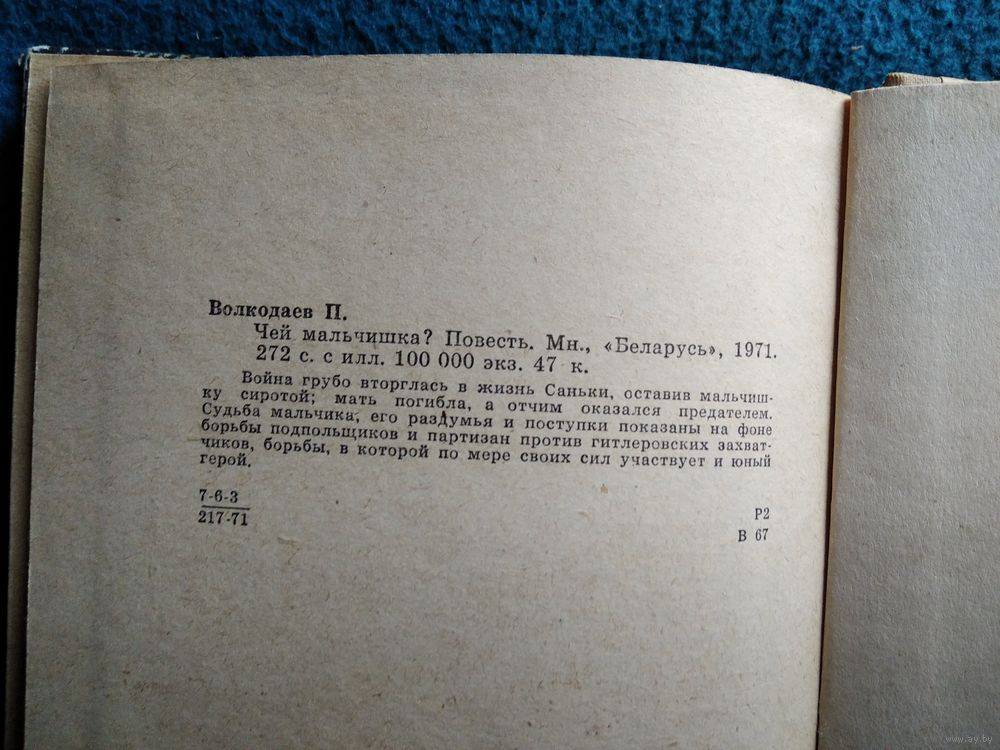 Волкодаев П.
Чей мальчишка? Повесть. Мн., «Беларусь», 1971.
272 с. с илл. 100 000 экз. 47 к.
Война грубо вторглась в жизнь Саньки, оставив мальчиш-
ку сиротой; мать погибла, а отчим оказался предателем.
Судьба мальчика, его раздумья и поступки показаны на фоне
борьбы подпольщиков и партизан против гитлеровских захват-
чиков, борьбы, в которой по мере своих сил участвует и юный
герой.
7-6-3
217-71
Р2
В 67
www.ay.by